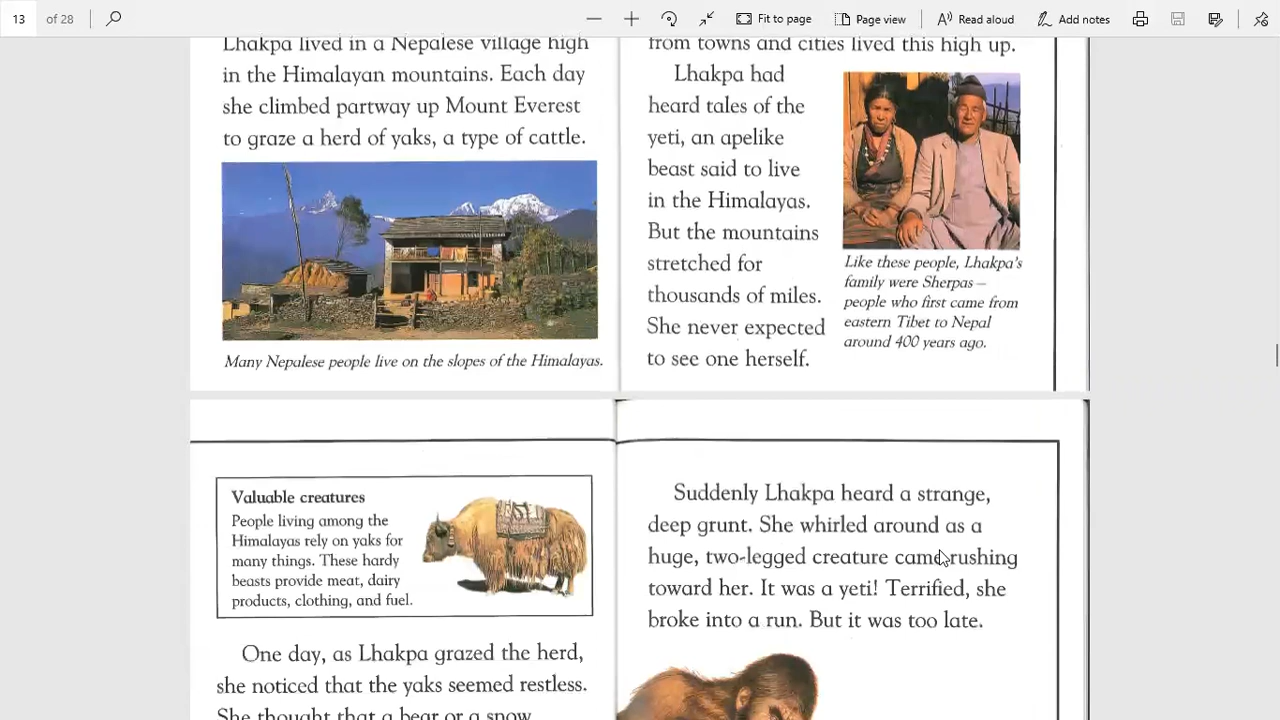 13 of 28 Fit to page Page view Read aloud Add notes
Lhakpa lived in a Nepalese village high
in the Himalayan mountains. Each day
she climbed partway up Mount Everest
to graze a herd of yaks, a type of cattle.
Many Nepalese people live on the slopes of the Himalayas.
from towns and cities lived this high up.
Lhakpa had
heard tales of the
yeti, an apelike
beast said to live
in the Himalayas.
But the mountains
stretched for
thousands of miles.
She never expected
to see one herself.
Like these people, Lhakpa's
family were Sherpas—
people who first came from
eastern Tibet to Nepal
around 400 years ago.
Valuable creatures
People living among the
Himalayas rely on yaks for
many things. These hardy
beasts provide meat, dairy
products, clothing, and fuel.
One day, as Lhakpa grazed the herd,
she noticed that the yaks seemed restless.
She thought that a bear or a snow
Suddenly Lhakpa heard a strange,
deep grunt. She whirled around as a
huge, two-legged creature came rushing
toward her. It was a yeti! Terrified, she
broke into a run. But it was too late.